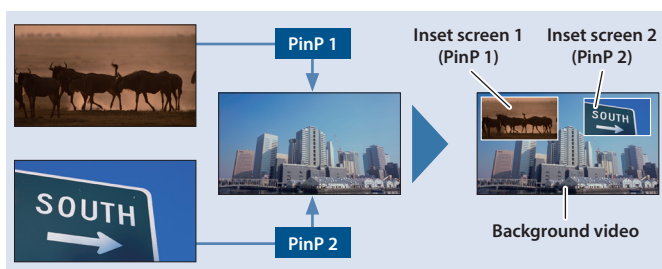 PinP 1
Inset screen 1
(PinP 1)
Inset screen 2
(PinP 2)
SOUTH
SOUTH
PinP 2
Background video